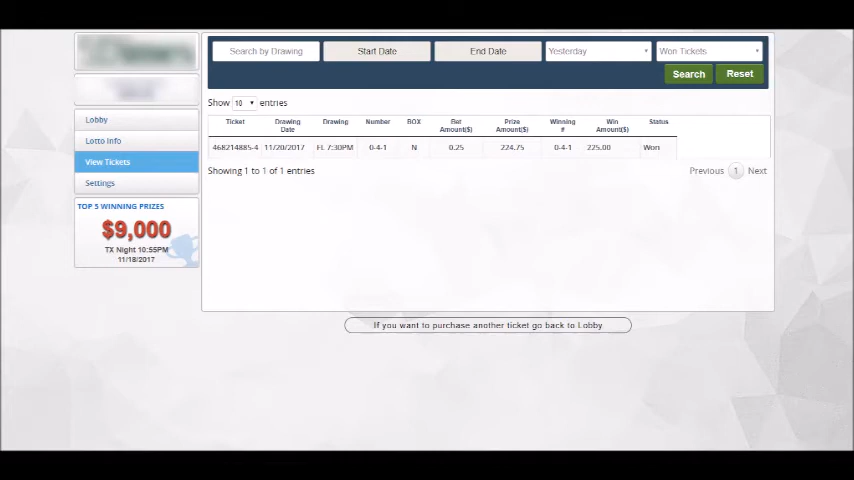 Search by Drawing Start Date End Date Yesterday Won Tickets
Search Reset
Lobby
Lotto Info
View Tickets
Settings
TOP 5 WINNING PRIZES
$9,000
TX Night 10:55PM
11/18/2017
Show 10 entries
Ticket Drawing Date Drawing Number BOX Bet Amount($) Prize Amount($) Winning # Win Amount($) Status
468214885-4 11/20/2017 FL 7:30PM 0-4-1 N 0.25 224.75 0-4-1 225.00 Won
Showing 1 to 1 of 1 entries Previous 1 Next
If you want to purchase another ticket go back to Lobby